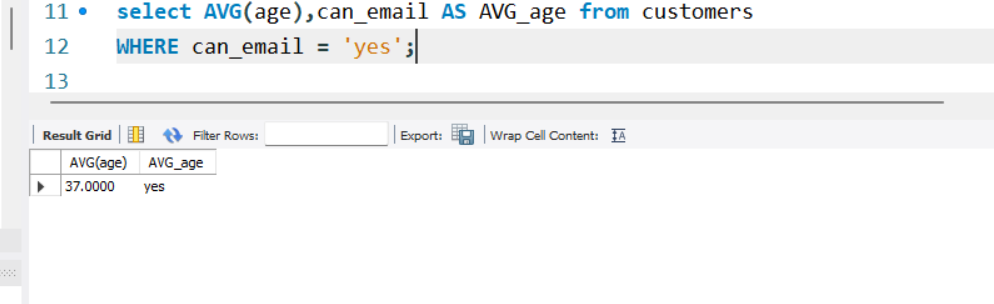 11 select AVG(age),can_email AS AVG_age from customers
12 WHERE can_email = 'yes';
13
Result Grid Filter Rows: Export: Wrap Cell Content: IA
AVG(age) AVG_age
37.0000 yes